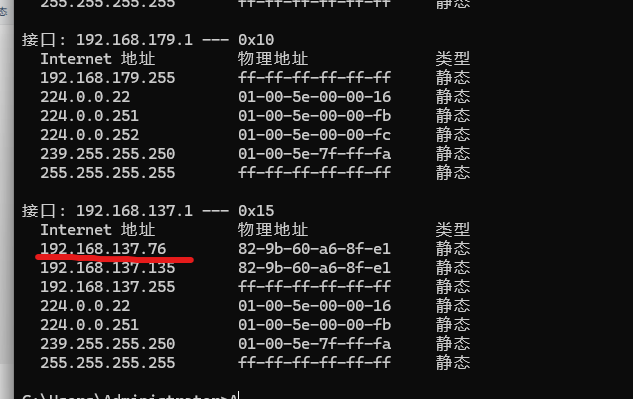 态
255.255.255.255 ff-ff-ff-ff-ff-ff 静态
接口: 192.168.179.1 --- 0x10
Internet 地址 物理地址 类型
192.168.179.255 ff-ff-ff-ff-ff-ff 静态
224.0.0.22 01-00-5e-00-00-16 静态
224.0.0.251 01-00-5e-00-00-fb 静态
224.0.0.252 01-00-5e-00-00-fc 静态
239.255.255.250 01-00-5e-7f-ff-fa 静态
255.255.255.255 ff-ff-ff-ff-ff-ff 静态
接口: 192.168.137.1 --- 0x15
Internet 地址 物理地址 类型
192.168.137.76 82-9b-60-a6-8f-e1 静态
192.168.137.135 82-9b-60-a6-8f-e1 静态
192.168.137.255 ff-ff-ff-ff-ff-ff 静态
224.0.0.22 01-00-5e-00-00-16 静态
224.0.0.251 01-00-5e-00-00-fb 静态
239.255.255.250 01-00-5e-7f-ff-fa 静态
255.255.255.255 ff-ff-ff-ff-ff-ff 静态
C:\Users\Administrator>A